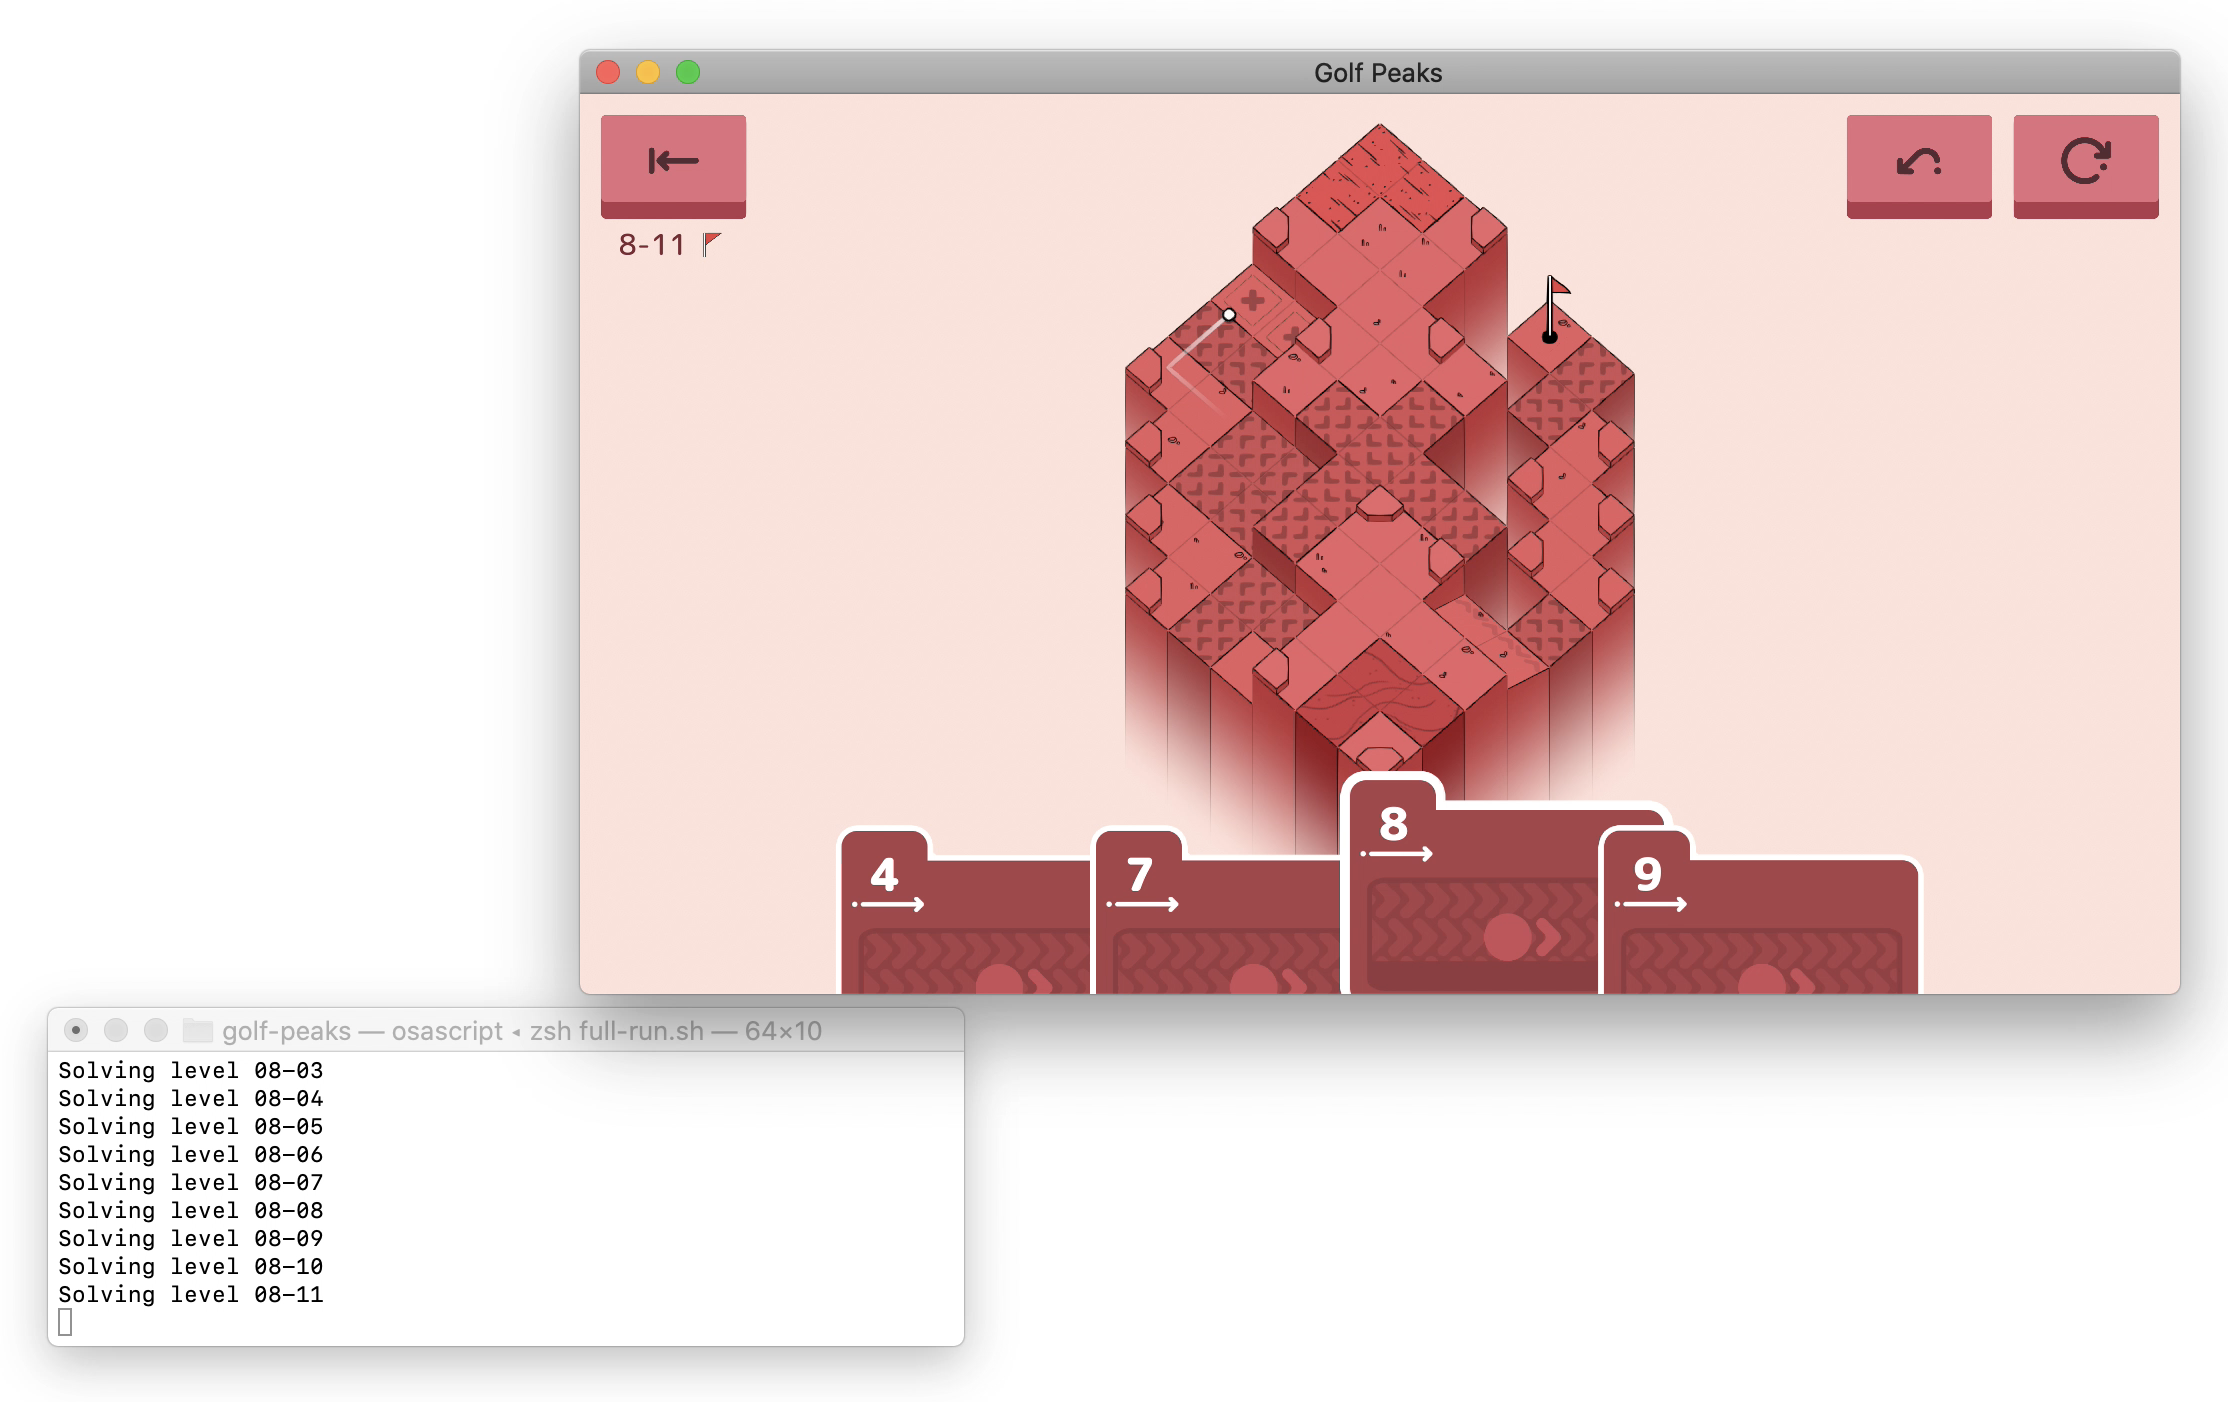 Golf Peaks
8-11
4
7
8
9
golf-peaks — osascript ◂ zsh full-run.sh — 64×10
Solving level 08-03
Solving level 08-04
Solving level 08-05
Solving level 08-06
Solving level 08-07
Solving level 08-08
Solving level 08-09
Solving level 08-10
Solving level 08-11